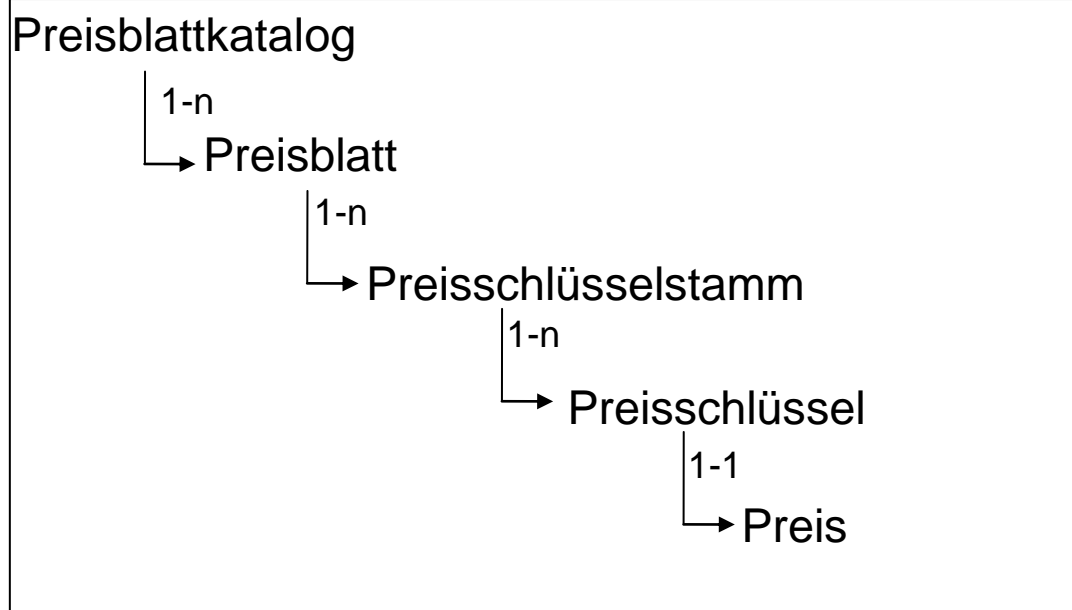 Preisblattkatalog
1-n
Preisblatt
1-n
Preisschlüsselstamm
1-n
Preisschlüssel
1-1
Preis